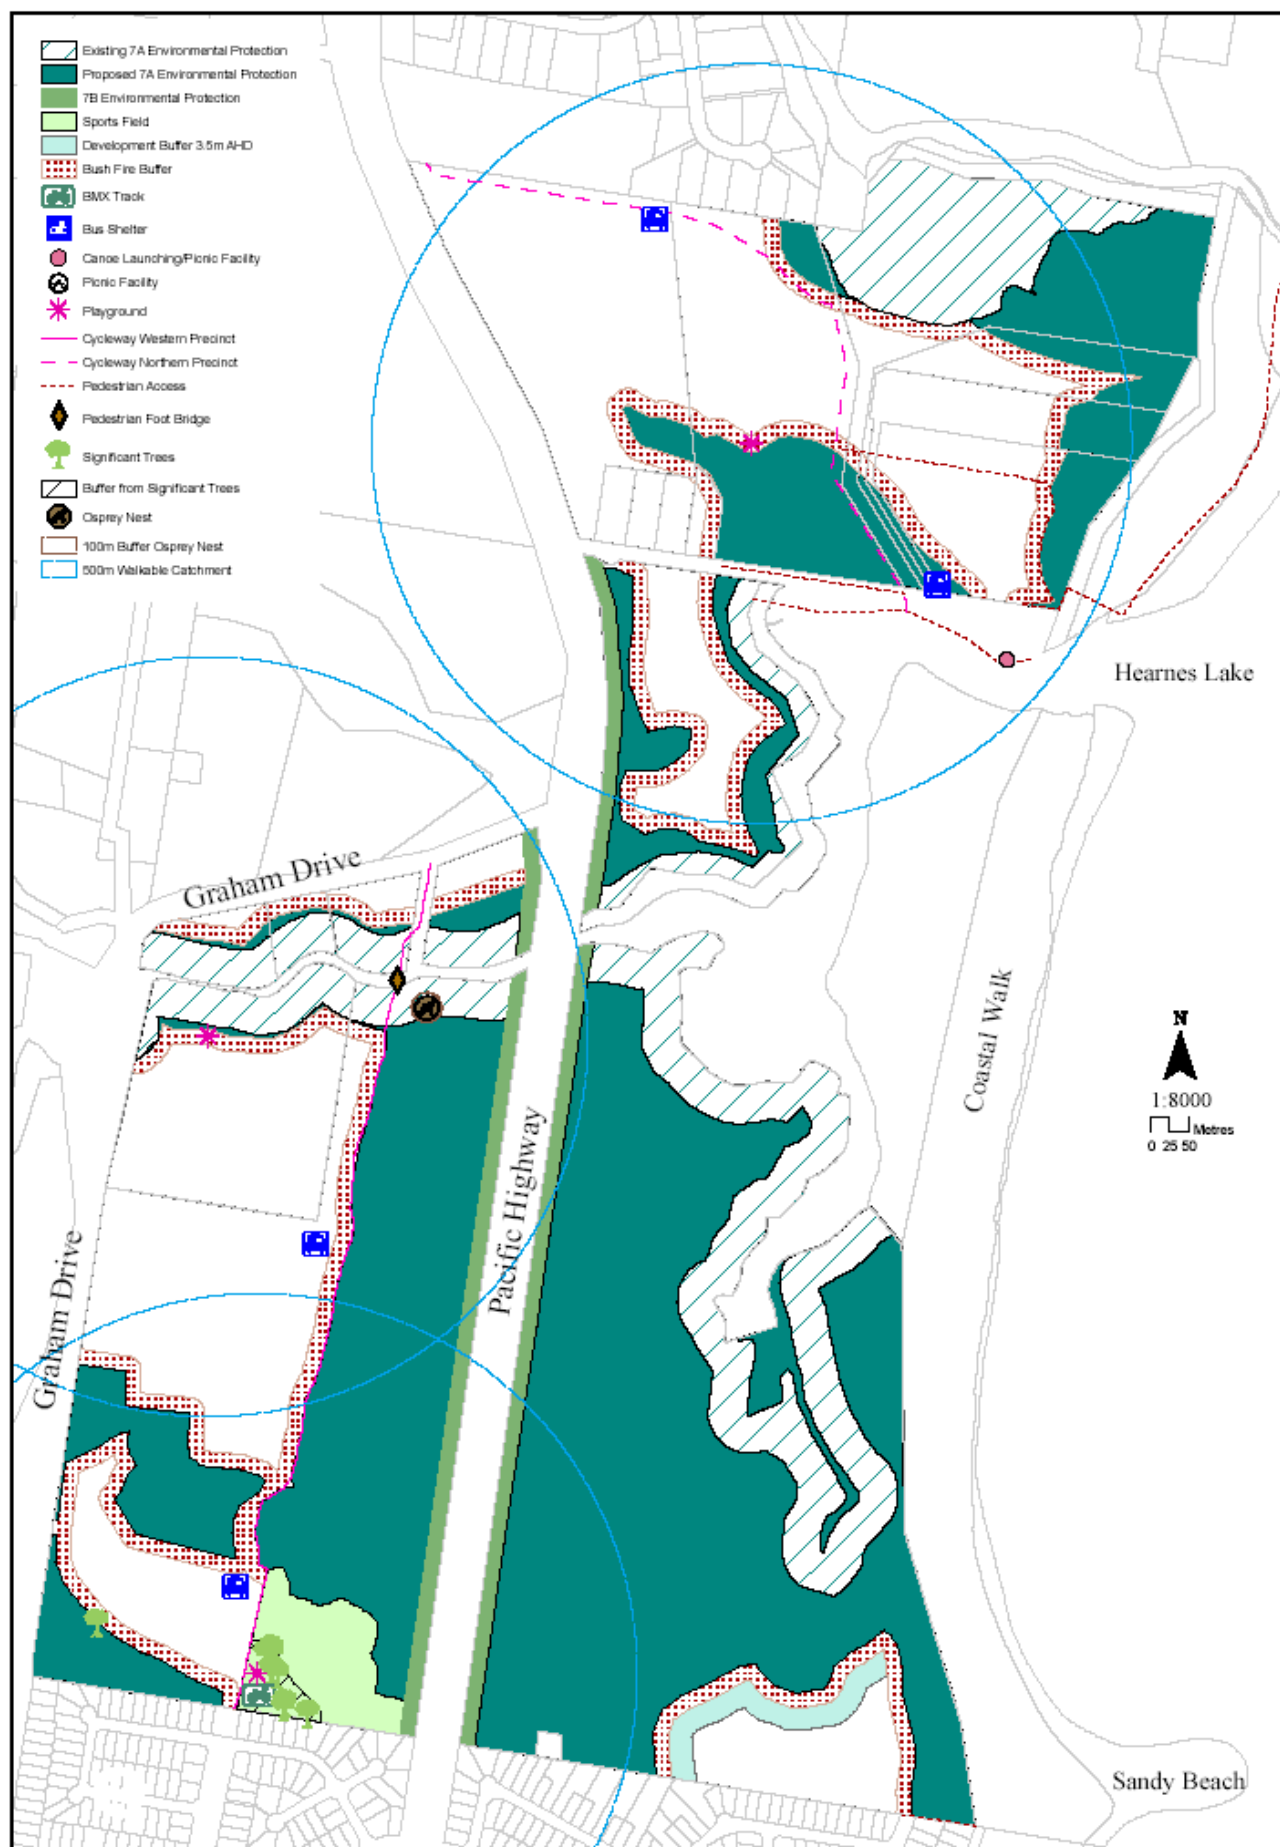 Existing 7A Environmental Protection
Proposed 7A Environmental Protection
7B Environmental Protection
Sports Field
Development Buffer 3.5m AHD
Bush Fire Buffer
BMX Track
Bus Shelter
Canoe Launching/Picnic Facility
Picnic Facility
Playground
Cycleway Western Precinct
Cycleway Northern Precinct
Pedestrian Access
Pedestrian Foot Bridge
Significant Trees
Buffer from Significant Trees
Osprey Nest
100m Buffer Osprey Nest
500m Walkable Catchment
Hearnes Lake
Graham Drive
Coastal Walk
N
1:8000
Metres
0 25 50
Pacific Highway
Graham Drive
Sandy Beach